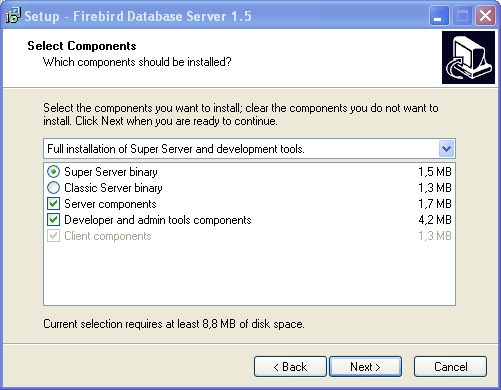 Setup - Firebird Database Server 1.5
Select Components
Which components should be installed?
Select the components you want to install; clear the components you do not want to
install. Click Next when you are ready to continue.
Full installation of Super Server and development tools.
Super Server binary 1,5 MB
Classic Server binary 1,3 MB
Server components 1,7 MB
Developer and admin tools components 4,2 MB
Client components 1,3 MB
Current selection requires at least 8,8 MB of disk space.
< Back Next > Cancel